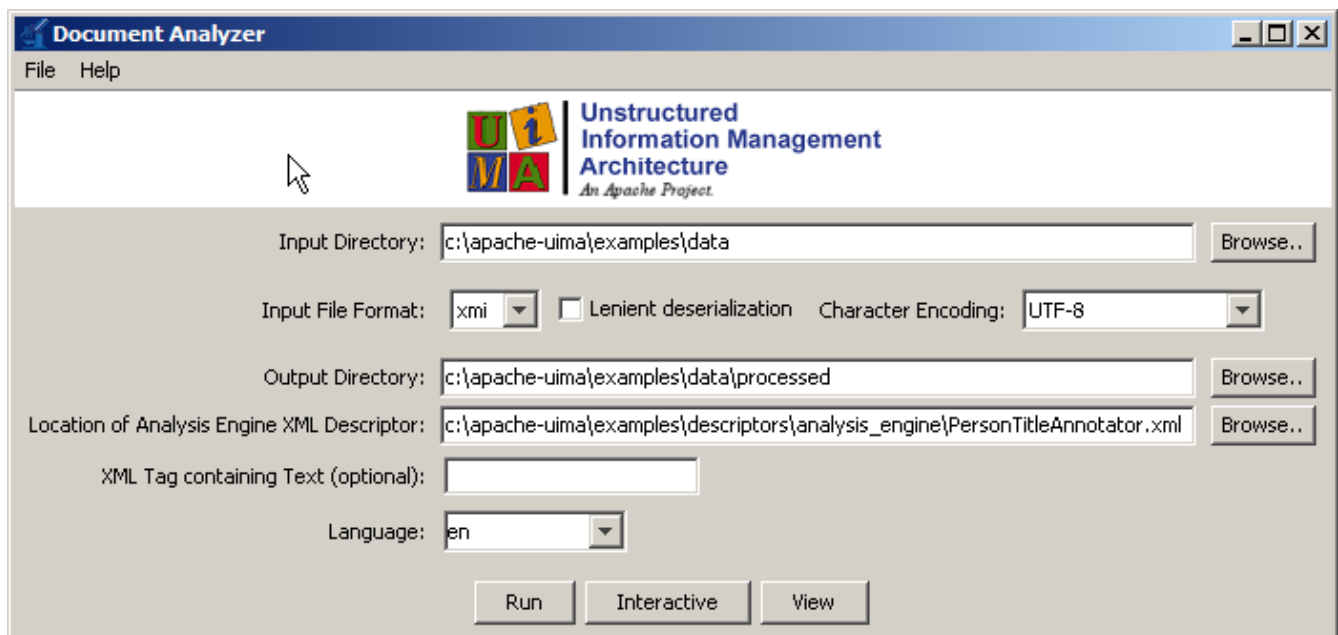 Document Analyzer
File Help
UiMA
Unstructured
Information Management
Architecture
An Apache Project.
Input Directory: c:\apache-uima\examples\data Browse..
Input File Format: xmi Lenient deserialization Character Encoding: UTF-8
Output Directory: c:\apache-uima\examples\data\processed Browse..
Location of Analysis Engine XML Descriptor: c:\apache-uima\examples\descriptors\analysis_engine\PersonTitleAnnotator.xml Browse..
XML Tag containing Text (optional):
Language: en
Run Interactive View